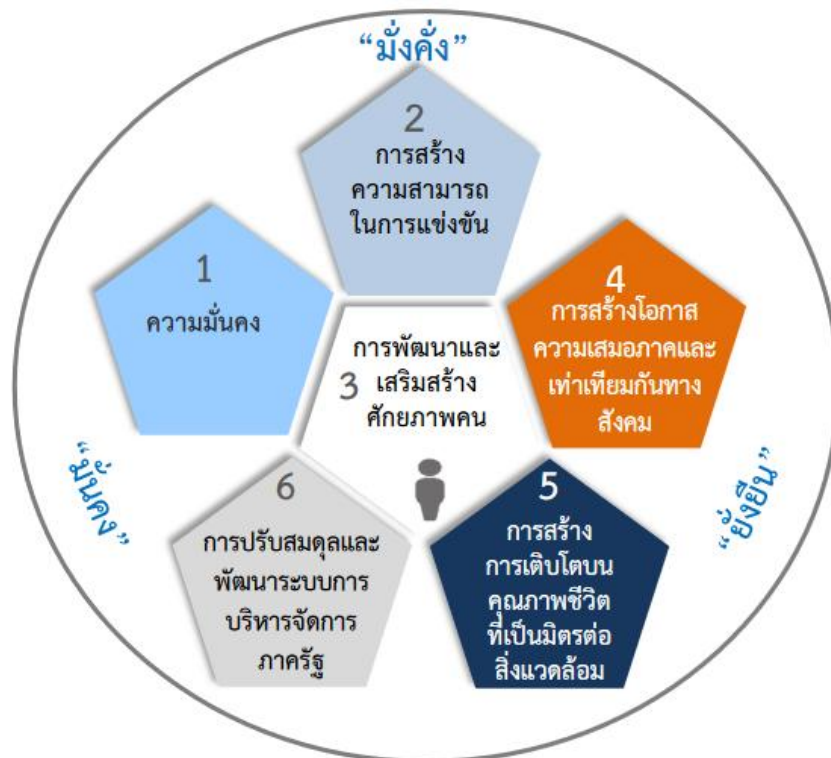 “มั่งคั่ง”
2
การสร้าง
ความสามารถ
ในการแข่งขัน
1
ความมั่นคง
4
การสร้างโอกาส
ความเสมอภาคและ
เท่าเทียมกันทาง
สังคม
การพัฒนาและ
3 เสริมสร้าง
ศักยภาพคน
“มั่นคง”
“ยั่งยืน”
6
การปรับสมดุลและ
พัฒนาระบบการ
บริหารจัดการ
ภาครัฐ
5
การสร้าง
การเติบโตบน
คุณภาพชีวิต
ที่เป็นมิตรต่อ
สิ่งแวดล้อม